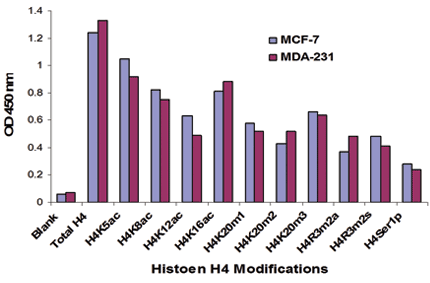 1.4
1.2
1
0.8
0.6
0.4
0.2
0
OD 450 nm
MCF-7
MDA-231
Blank
Total H4
H4K5ac
H4K8ac
H4K12ac
H4K16ac
H4K20m1
H4K20m2
H4K20m3
H4R3m2a
H4R3m2s
H4Ser1p
Histoen H4 Modifications